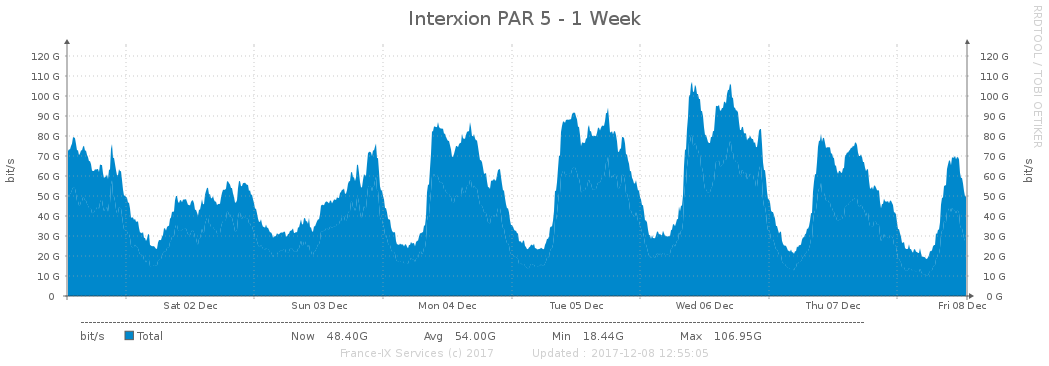 Interxion PAR 5 - 1 Week
RRDTOOL / TOBI OETIKER
120 G 120 G
110 G 110 G
100 G 100 G
90 G 90 G
80 G 80 G
70 G 70 G
60 G 60 G
50 G 50 G
40 G 40 G
30 G 30 G
20 G 20 G
10 G 10 G
0 0 G
bit/s bit/s
Sat 02 Dec Sun 03 Dec Mon 04 Dec Tue 05 Dec Wed 06 Dec Thu 07 Dec Fri 08 Dec
bit/s Total Now 48.40G Avg 54.00G Min 18.44G Max 106.95G
France-IX Services (c) 2017 Updated : 2017-12-08 12:55:05